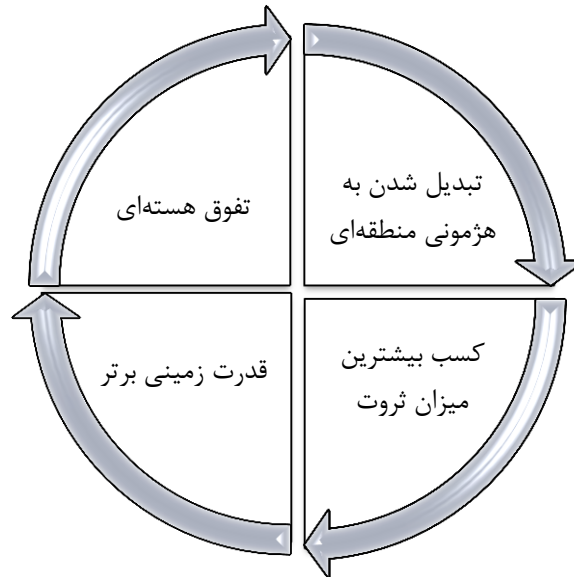 تبدیل شدن به
هژمونی منطقه‌ای
کسب بیشترین
میزان ثروت
قدرت زمینی برتر
تفوق هسته‌ای